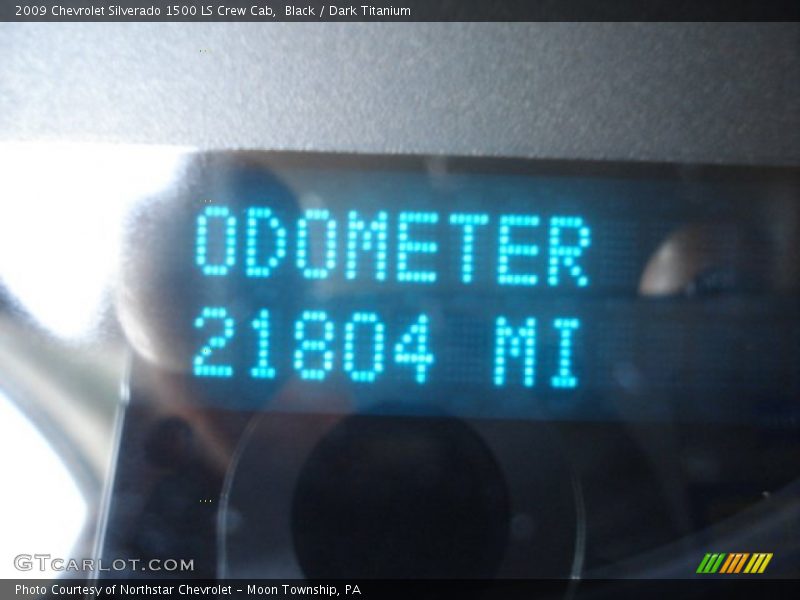 2009 Chevrolet Silverado 1500 LS Crew Cab,  Black / Dark Titanium
ODOMETER
21804 MI
GTCARLOT.COM
Photo Courtesy of Northstar Chevrolet – Moon Township, PA